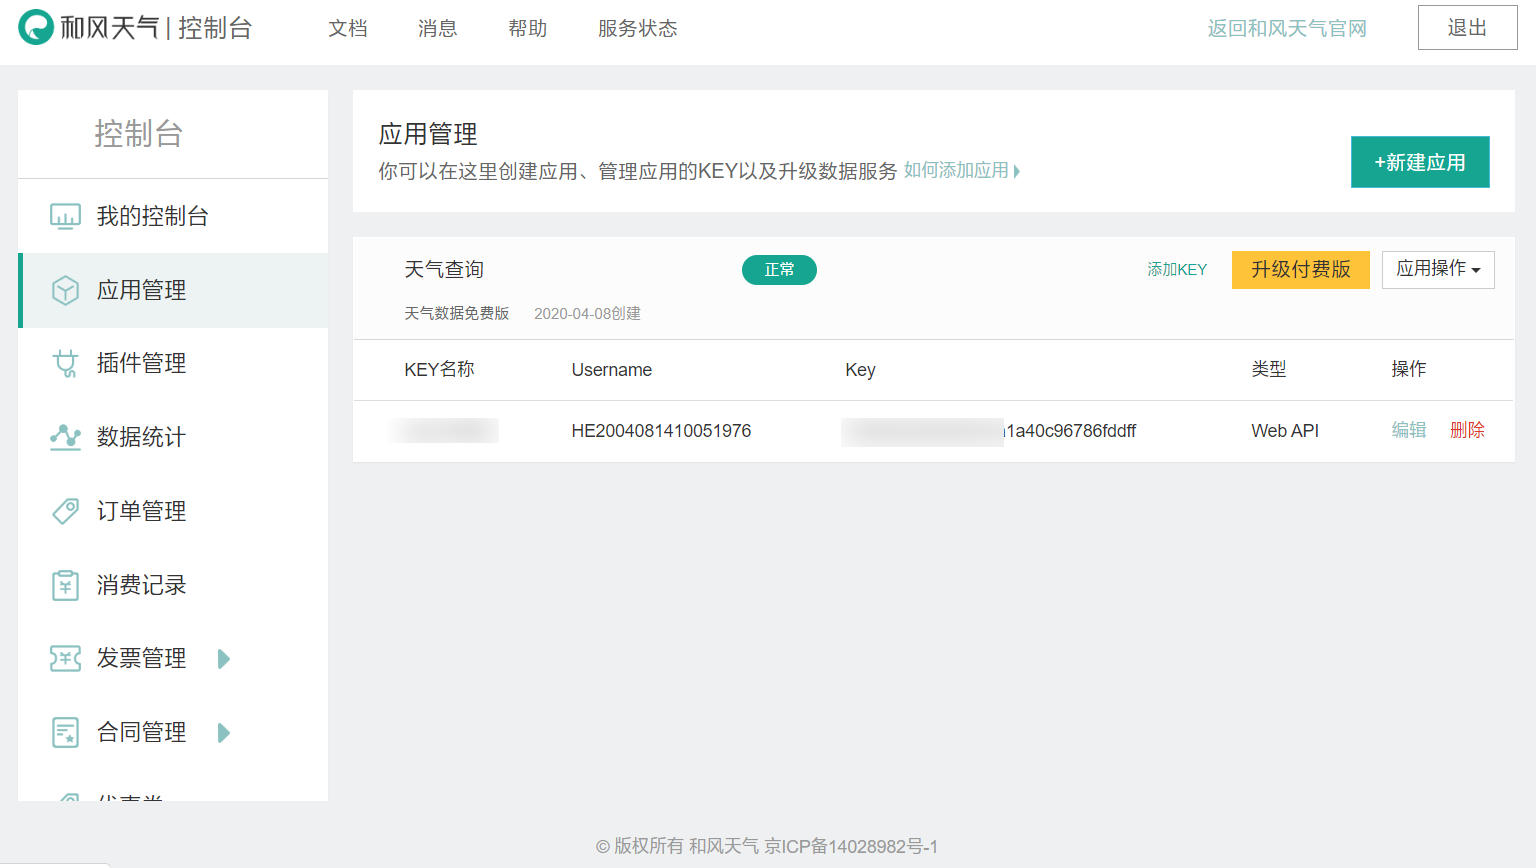 和风天气 | 控制台 文档 消息 帮助 服务状态 返回和风天气官网 退出
控制台
我的控制台
应用管理
插件管理
数据统计
订单管理
消费记录
发票管理
合同管理
应用管理
你可以在这里创建应用、管理应用的KEY以及升级数据服务 如何添加应用
+新建应用
天气查询 正常 添加KEY 升级付费版 应用操作
天气数据免费版 2020-04-08创建
KEY名称 Username Key 类型 操作
HE2004081410051976 1a40c96786fddff Web API 编辑 删除
© 版权所有 和风天气 京ICP备14028982号-1